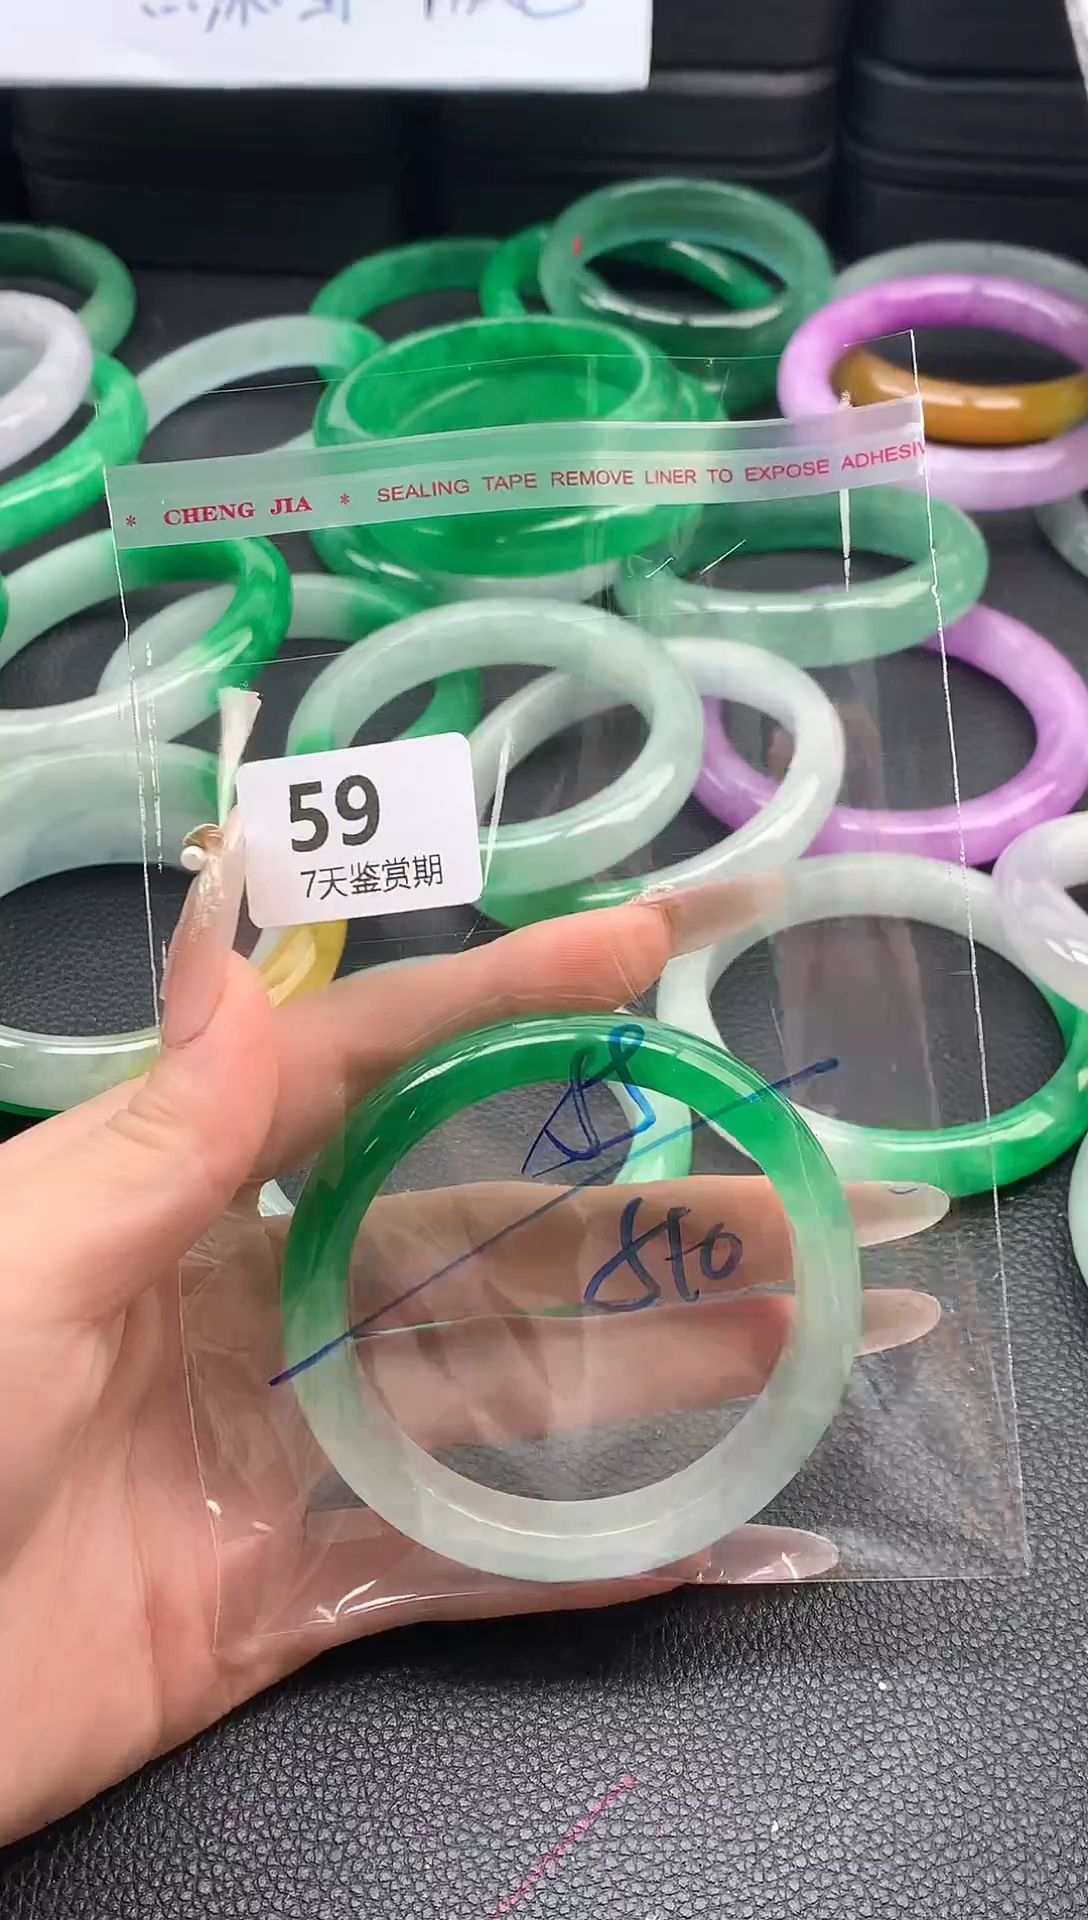 * CHENG JIA * SEALING TAPE REMOVE LINER TO EXPOSE ADHESIV
59
7天鉴赏期
810